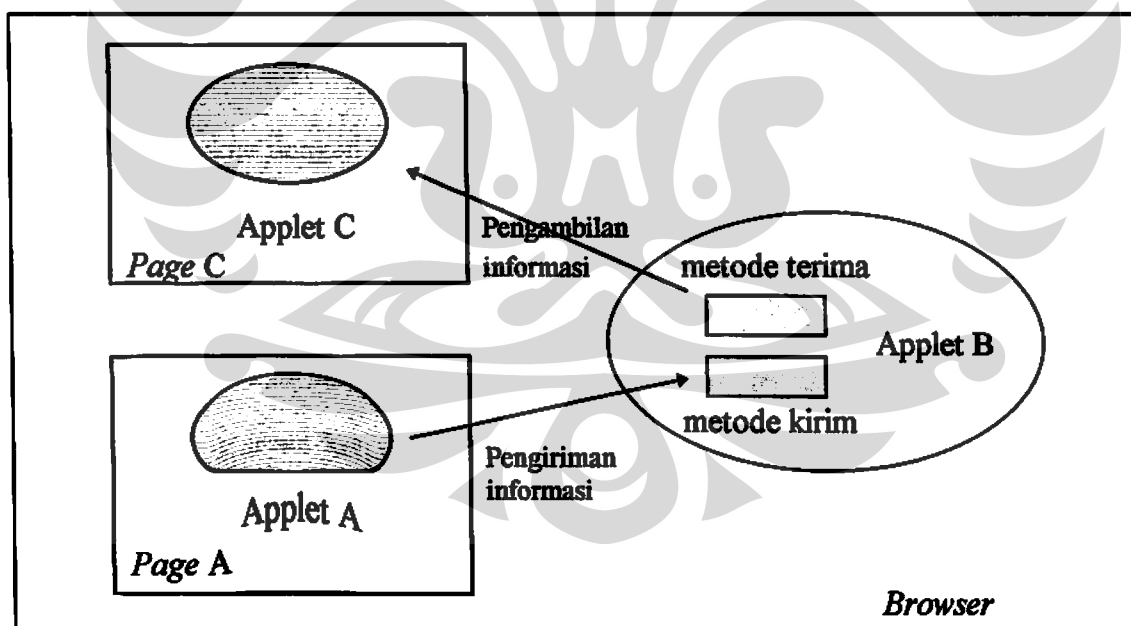 Applet C
Page C
Pengambilan
informasi
metode terima
Applet B
metode kirim
Pengiriman
informasi
Applet A
Page A
Browser